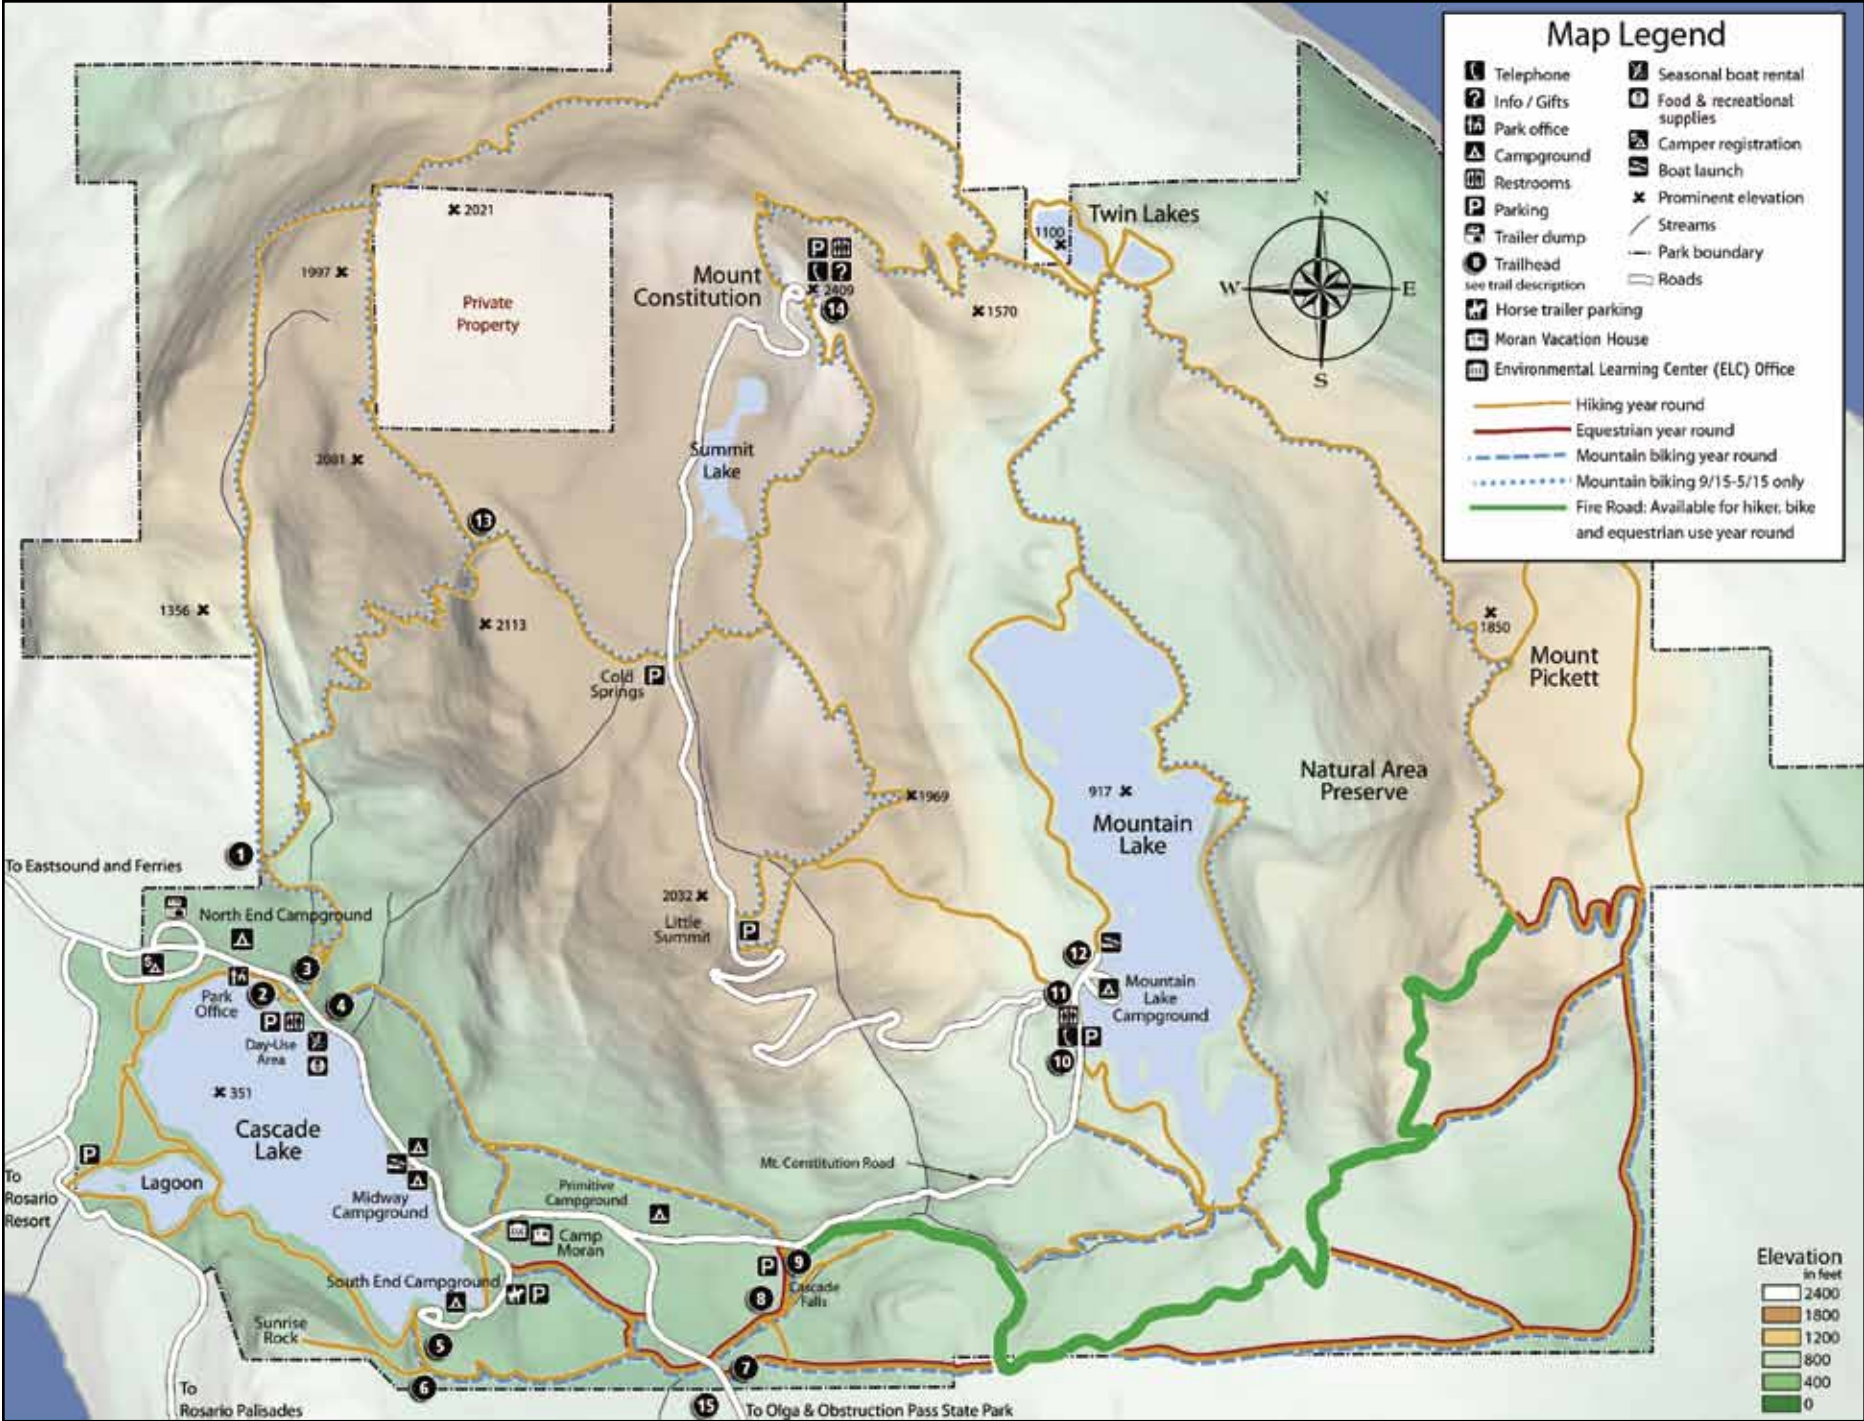 Map Legend
Telephone
Info / Gifts
Park office
Campground
Restrooms
Parking
Trailer dump
Trailhead
see trail description
Horse trailer parking
Moran Vacation House
Environmental Learning Center (ELC) Office
Seasonal boat rental
Food & recreational
supplies
Camper registration
Boat launch
Prominent elevation
Streams
Park boundary
Roads
Hiking year round
Equestrian year round
Mountain biking year round
Mountain biking 9/15-5/15 only
Fire Road: Available for hiker, bike
and equestrian use year round
N
W
E
S
2021
1997
Private
Property
Mount
Constitution
P
?
2409
14
Twin Lakes
1100
1570
2081
Summit
Lake
13
1356
2113
Cold
Springs
P
1850
Mount
Pickett
1969
917
Mountain
Lake
Natural Area
Preserve
1
To Eastsound and Ferries
North End Campground
2032
Little
Summit
P
3
2
4
Park
Office
P
Day-Use
Area
351
Cascade
Lake
12
11
Mountain
Lake
Campground
P
10
P
To
Rosario
Resort
Lagoon
Midway
Campground
Mt. Constitution Road
Primitive
Campground
Camp
Moran
South End Campground
P
P
9
8
Cascade
Falls
Sunrise
Rock
5
6
7
15
To
Rosario Palisades
To Olga & Obstruction Pass State Park
Elevation
in feet
2400
1800
1200
800
400
0